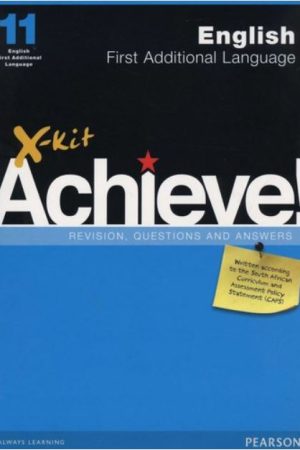 11
English
First Additional
Language
English
First Additional Language
X-kit
Achieve!
REVISION, QUESTIONS AND ANSWERS
Written according
to the South African
Curriculum and
Assessment Policy
Statement (CAPS)
ALWAYS LEARNING
PEARSON